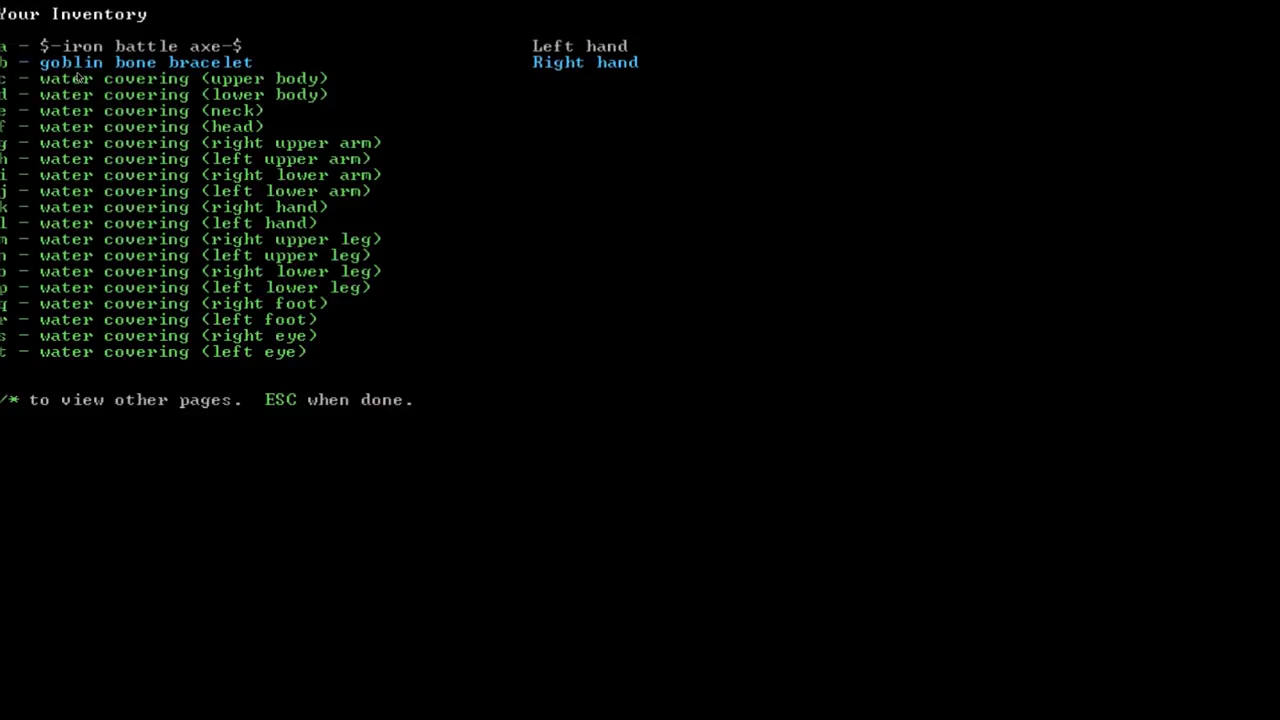 Your Inventory
a - $-iron battle axe-$ Left hand
b - goblin bone bracelet Right hand
c - water covering (upper body)
d - water covering (lower body)
e - water covering (neck)
f - water covering (head)
g - water covering (right upper arm)
h - water covering (left upper arm)
i - water covering (right lower arm)
j - water covering (left lower arm)
k - water covering (right hand)
l - water covering (left hand)
m - water covering (right upper leg)
n - water covering (left upper leg)
o - water covering (right lower leg)
p - water covering (left lower leg)
q - water covering (right foot)
r - water covering (left foot)
s - water covering (right eye)
t - water covering (left eye)
/* to view other pages. ESC when done.